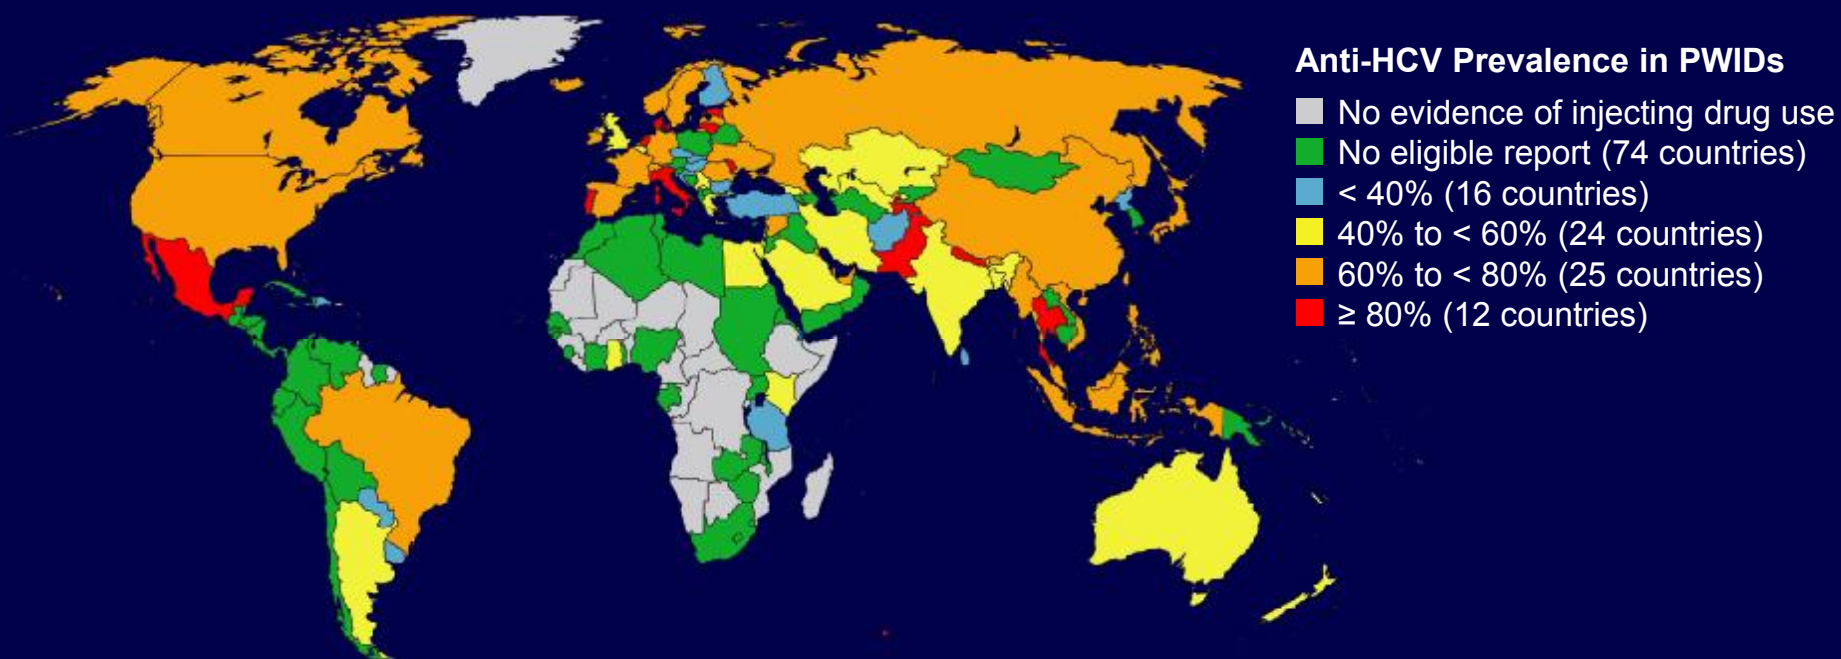 Anti-HCV Prevalence in PWIDs
No evidence of injecting drug use
No eligible report (74 countries)
< 40% (16 countries)
40% to < 60% (24 countries)
60% to < 80% (25 countries)
≥ 80% (12 countries)